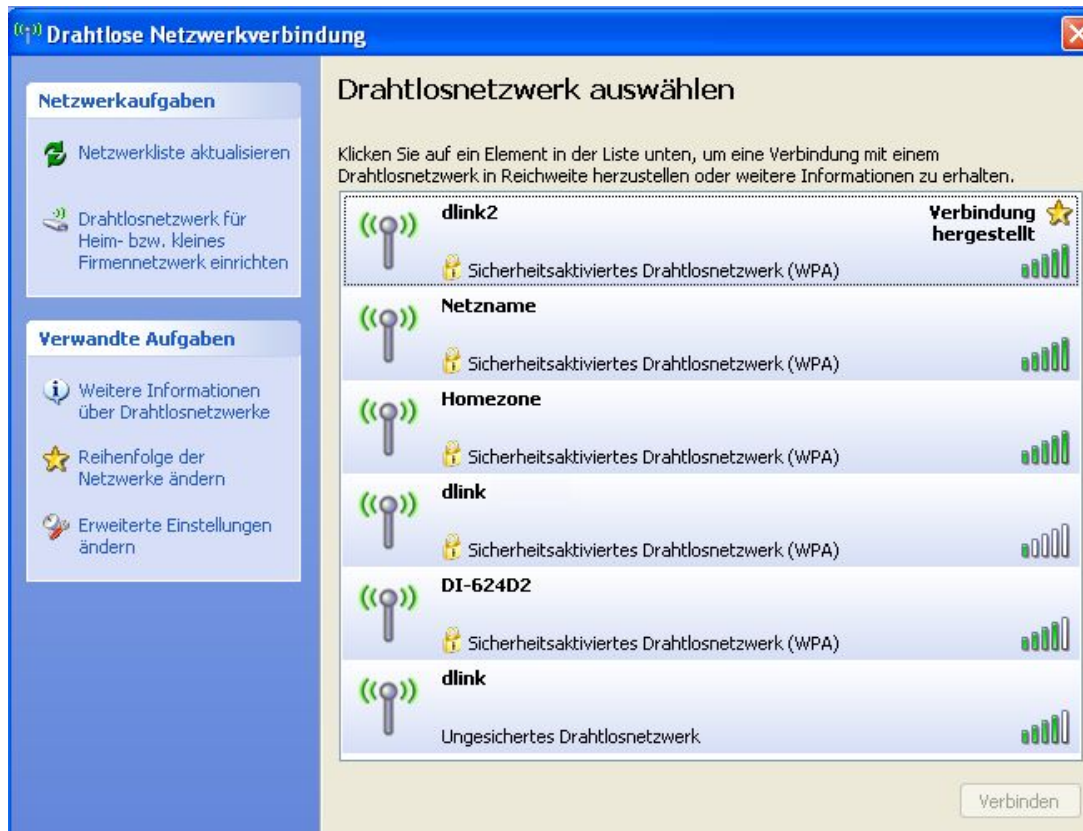 Drahtlose Netzwerkverbindung
Netzwerkaufgaben
Netzwerkliste aktualisieren
Drahtlosnetzwerk für
Heim- bzw. kleines
Firmennetzwerk einrichten
Verwandte Aufgaben
Weitere Informationen
über Drahtlosnetzwerke
Reihenfolge der
Netzwerke ändern
Erweiterte Einstellungen
ändern
Drahtlosnetzwerk auswählen
Klicken Sie auf ein Element in der Liste unten, um eine Verbindung mit einem
Drahtlosnetzwerk in Reichweite herzustellen oder weitere Informationen zu erhalten.
dlink2
Verbindung
hergestellt
Sicherheitsaktiviertes Drahtlosnetzwerk (WPA)
Netzname
Sicherheitsaktiviertes Drahtlosnetzwerk (WPA)
Homezone
Sicherheitsaktiviertes Drahtlosnetzwerk (WPA)
dlink
Sicherheitsaktiviertes Drahtlosnetzwerk (WPA)
DI-624D2
Sicherheitsaktiviertes Drahtlosnetzwerk (WPA)
dlink
Ungesichertes Drahtlosnetzwerk
Verbinden